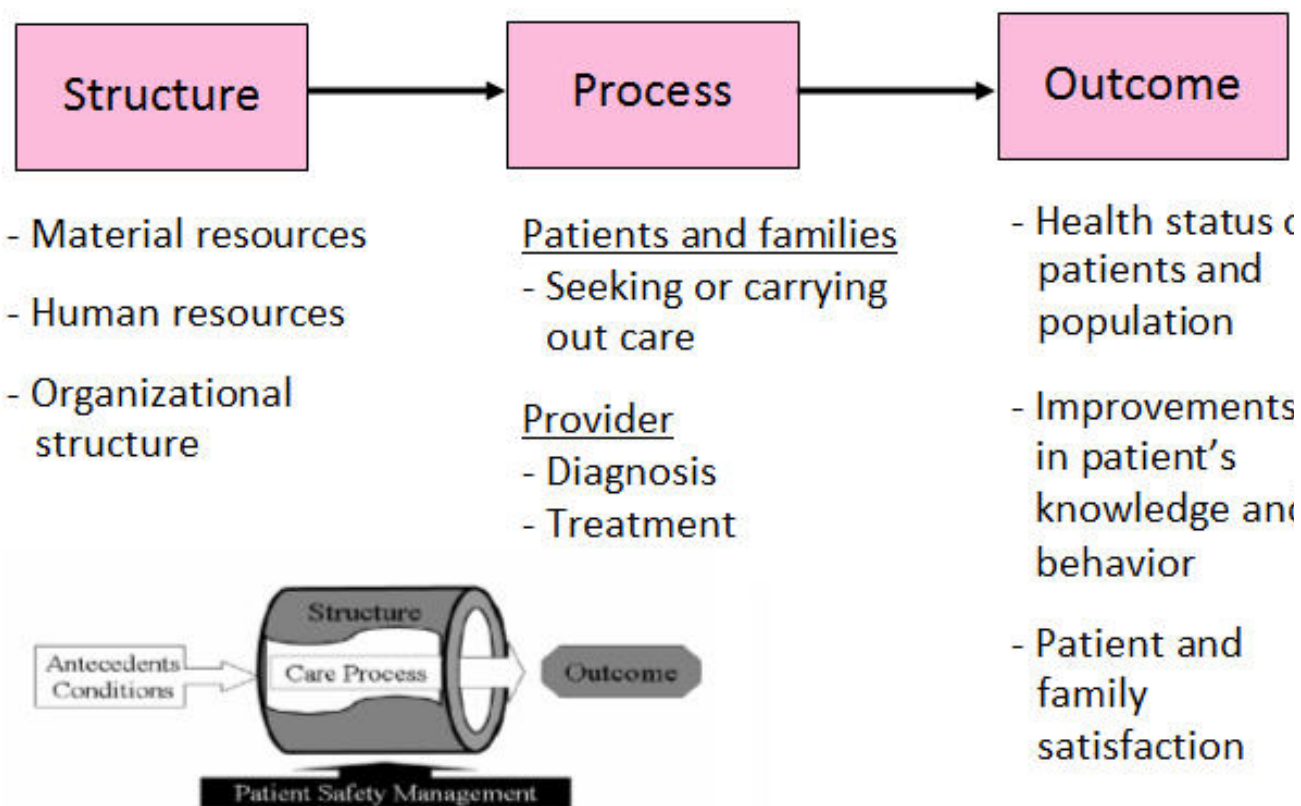 Structure
Process
Outcome
- Material resources
- Human resources
- Organizational
structure
Patients and families
- Seeking or carrying
out care
Provider
- Diagnosis
- Treatment
- Health status
patients and
population
- Improvements
in patient's
knowledge and
behavior
- Patient and
family
satisfaction
Structure
Antecedents
Conditions
Care Process
Outcome
Patient Safety Management